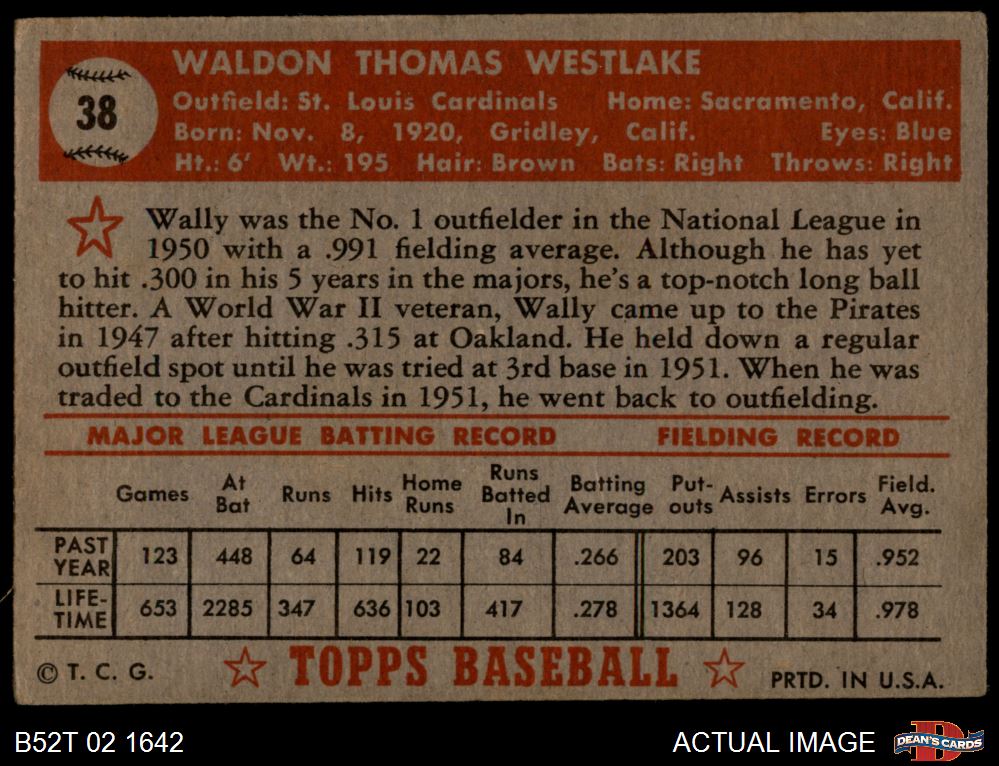 38
WALDON THOMAS WESTLAKE
Outfield: St. Louis Cardinals Home: Sacramento, Calif.
Born: Nov. 8, 1920, Gridley, Calif. Eyes: Blue
Ht.: 6' Wt.: 195 Hair: Brown Bats: Right Throws: Right
Wally was the No. 1 outfielder in the National League in
1950 with a .991 fielding average. Although he has yet
to hit .300 in his 5 years in the majors, he's a top-notch long ball
hitter. A World War II veteran, Wally came up to the Pirates
in 1947 after hitting .315 at Oakland. He held down a regular
outfield spot until he was tried at 3rd base in 1951. When he was
traded to the Cardinals in 1951, he went back to outfielding.
MAJOR LEAGUE BATTING RECORD FIELDING RECORD
Games At Bat Runs Hits Home Runs Runs Batted In Batting Average Put-outs Assists Errors Field. Avg.
PAST YEAR 123 448 64 119 22 84 .266 203 96 15 .952
LIFE-TIME 653 2285 347 636 103 417 .278 1364 128 34 .978
© T. C. G. TOPPS BASEBALL PRTD. IN U.S.A.
B52T 02 1642 ACTUAL IMAGE DEAN'S CARDS